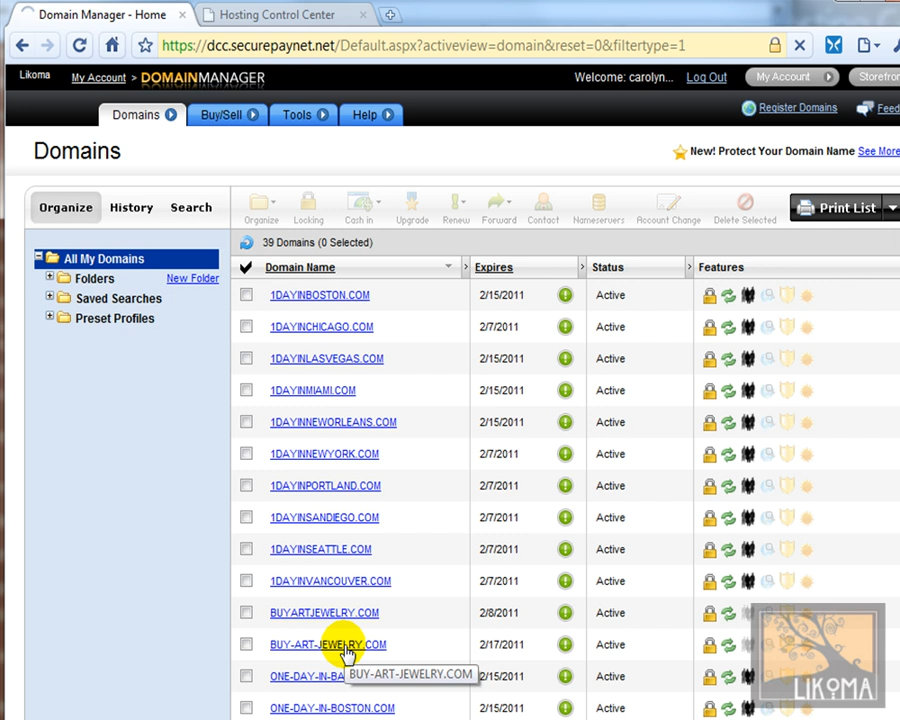 Domain Manager - Home
Hosting Control Center
https://dcc.securepaynet.net/Default.aspx?activeview=domain&reset=0&filtertype=1
Likoma My Account > DOMAINMANAGER Welcome: carolyn... Log Out My Account Storefro
Domains Buy/Sell Tools Help Register Domains Feed
Domains New! Protect Your Domain Name See More
Organize History Search
Organize Locking Cash in Upgrade Renew Forward Contact Nameservers Account Change Delete Selected Print List
39 Domains (0 Selected)
All My Domains
Folders New Folder
Saved Searches
Preset Profiles
Domain Name Expires Status Features
1DAYINBOSTON.COM 2/15/2011 Active
1DAYINCHICAGO.COM 2/7/2011 Active
1DAYINLASVEGAS.COM 2/15/2011 Active
1DAYINMIAMI.COM 2/15/2011 Active
1DAYINNEWORLEANS.COM 2/15/2011 Active
1DAYINNEWYORK.COM 2/15/2011 Active
1DAYINPORTLAND.COM 2/7/2011 Active
1DAYINSANDIEGO.COM 2/7/2011 Active
1DAYINSEATTLE.COM 2/7/2011 Active
1DAYINVANCOUVER.COM 2/7/2011 Active
BUYARTJEWELRY.COM 2/8/2011 Active
BUY-ART-JEWELRY.COM 2/17/2011 Active
BUY-ART-JEWELRY.COM
ONE-DAY-IN-BA 2/15/2011 Active
ONE-DAY-IN-BOSTON.COM 2/15/2011 Active
LIKOMA